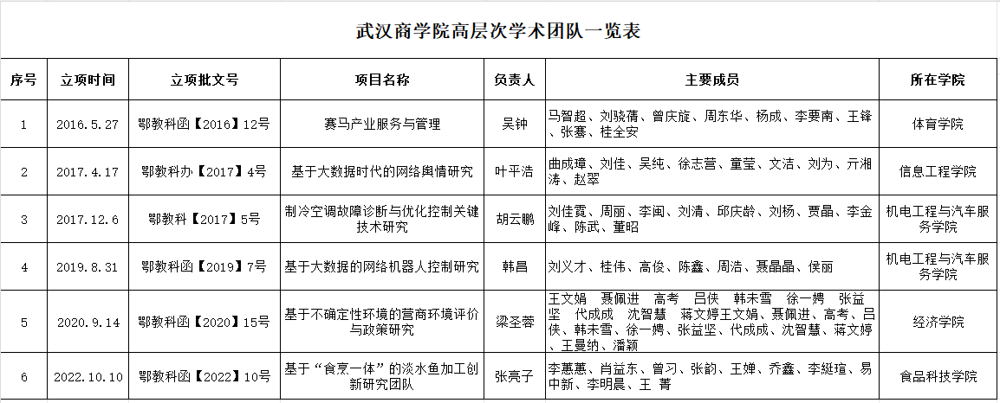 武汉商学院高层次学术团队一览表
序号 立项时间 立项批文号 项目名称 负责人 主要成员 所在学院
1 2016.5.27 鄂教科函【2016】12号 赛马产业服务与管理 吴钟 马智超、刘骁蒨、曾庆旋、周东华、杨成、李要南、王锋
、张骞、桂全安 体育学院
2 2017.4.17 鄂教科办【2017】4号 基于大数据时代的网络舆情研究 叶平浩 曲成璋、刘佳、吴纯、徐志营、童莹、文洁、刘为、亓湘
涛、赵翠 信息工程学院
3 2017.12.6 鄂教科【2017】5号 制冷空调故障诊断与优化控制关键
技术研究 胡云鹏 刘佳霓、周丽、李闽、刘清、邱庆龄、刘杨、贾晶、李金
峰、陈武、董昭 机电工程与汽车服
务学院
4 2019.8.31 鄂教科函【2019】7号 基于大数据的网络机器人控制研究 韩昌 刘义才、桂伟、高俊、陈鑫、周浩、聂晶晶、侯丽 机电工程与汽车服
务学院
5 2020.9.14 鄂教科函【2020】15号 基于不确定性环境的营商环境评价
与政策研究 梁圣蓉 王文娟 聂佩进 高考 吕侠 韩未雪 徐一娉 张益
坚 代成成 沈智慧 蒋文婷王文娟、聂佩进、高考、吕
侠、韩未雪、徐一娉、张益坚、代成成、沈智慧、蒋文婷
、王曼纳、潘颖 经济学院
6 2022.10.10 鄂教科函【2022】10号 基于“食烹一体”的淡水鱼加工创
新研究团队 张亮子 李蕙蕙、肖益东、曾习、张韵、王婵、乔鑫、李綎瑄、易
中新、李明晨、王 菁 食品科技学院